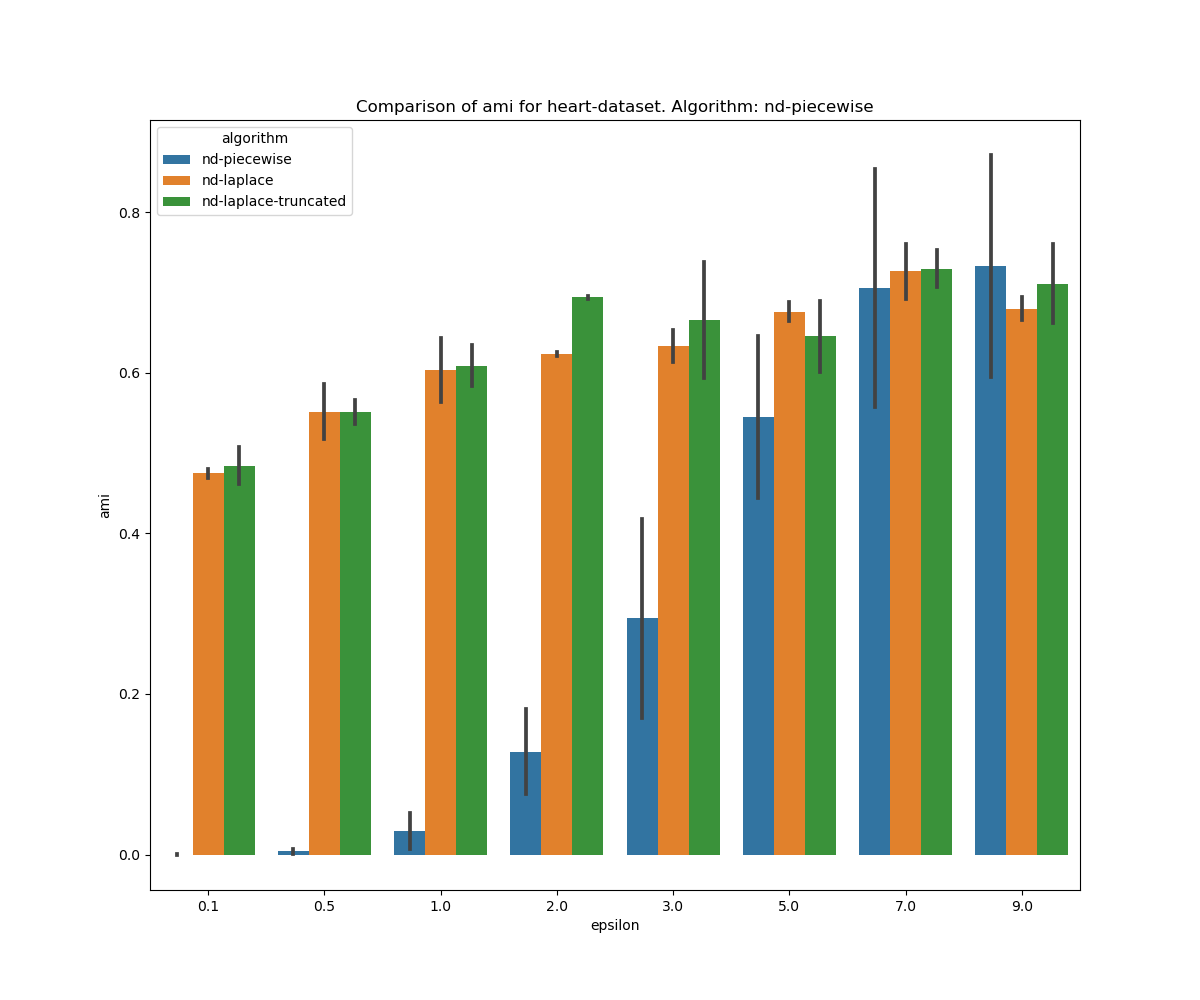 Comparison of ami for heart-dataset. Algorithm: nd-piecewise
algorithm
nd-piecewise
nd-laplace
nd-laplace-truncated
0.8
0.6
0.4
0.2
0.0
ami
0.1 0.5 1.0 2.0 3.0 5.0 7.0 9.0
epsilon